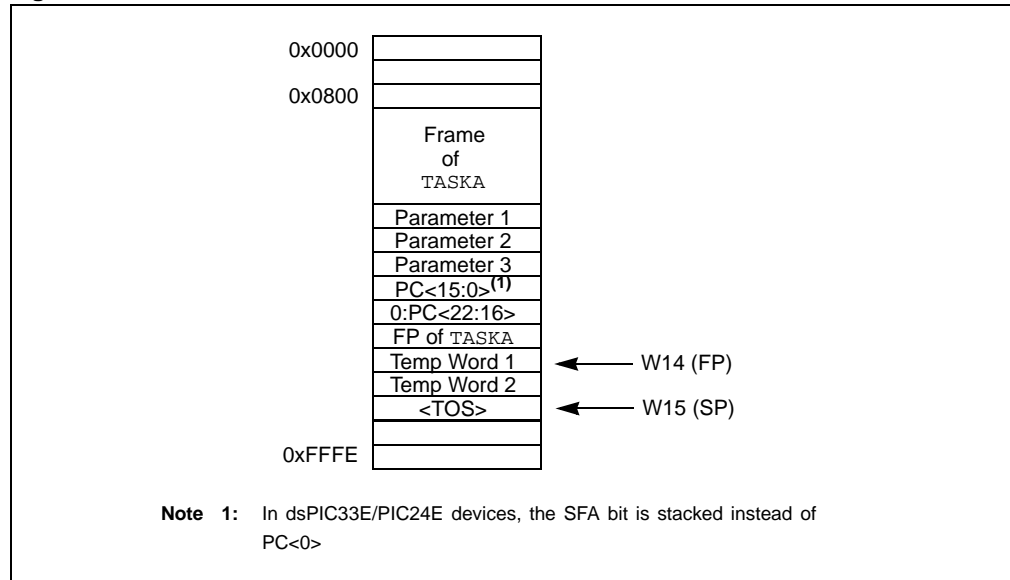 0x0000
0x0800
Frame
of
TASKA
Parameter 1
Parameter 2
Parameter 3
PC<15:0>(1)
0:PC<22:16>
FP of TASKA
Temp Word 1 W14 (FP)
Temp Word 2
<TOS> W15 (SP)
0xFFFE
Note 1: In dsPIC33E/PIC24E devices, the SFA bit is stacked instead of
PC<0>